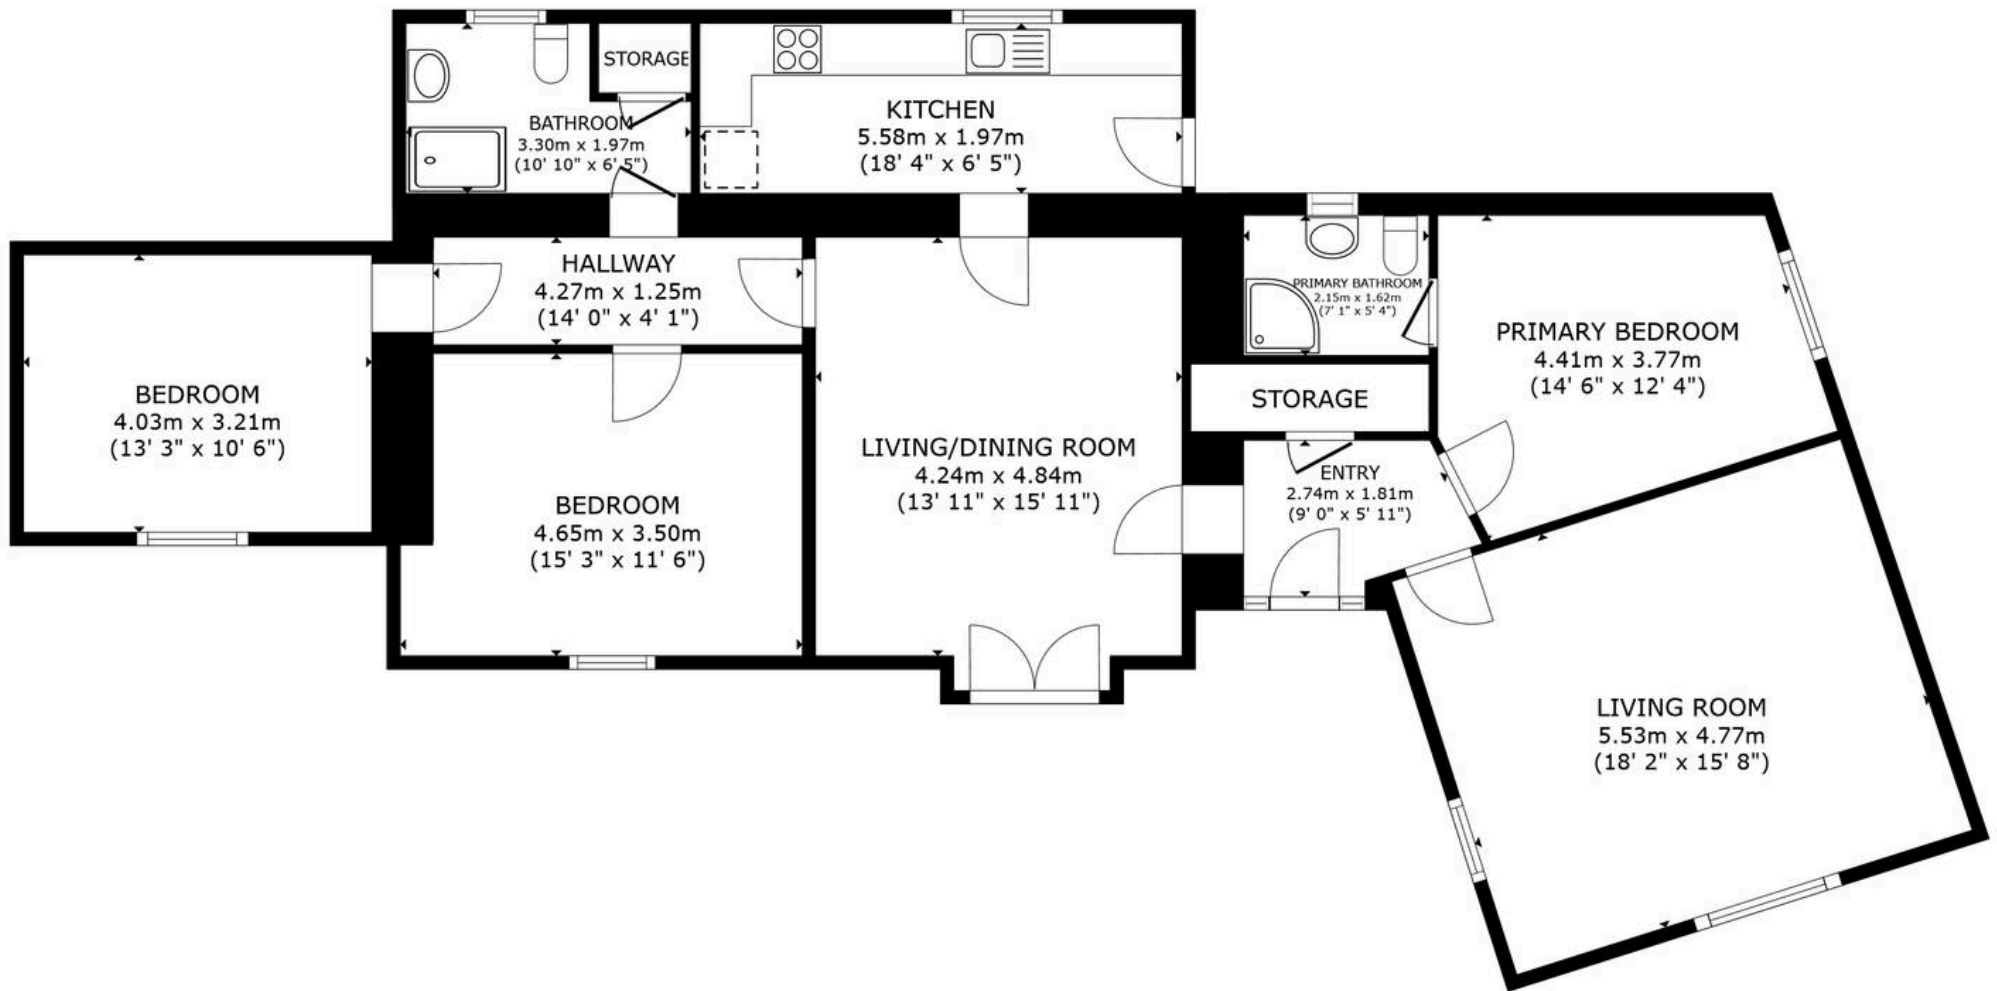 STORAGE
BATHROOM
3.30m x 1.97m
(10' 10" x 6' 5")
KITCHEN
5.58m x 1.97m
(18' 4" x 6' 5")
HALLWAY
4.27m x 1.25m
(14' 0" x 4' 1")
BEDROOM
4.03m x 3.21m
(13' 3" x 10' 6")
BEDROOM
4.65m x 3.50m
(15' 3" x 11' 6")
LIVING/DINING ROOM
4.24m x 4.84m
(13' 11" x 15' 11")
PRIMARY BATHROOM
2.15m x 1.62m
(7' 1" x 5' 4")
STORAGE
ENTRY
2.74m x 1.81m
(9' 0" x 5' 11")
PRIMARY BEDROOM
4.41m x 3.77m
(14' 6" x 12' 4")
LIVING ROOM
5.53m x 4.77m
(18' 2" x 15' 8")